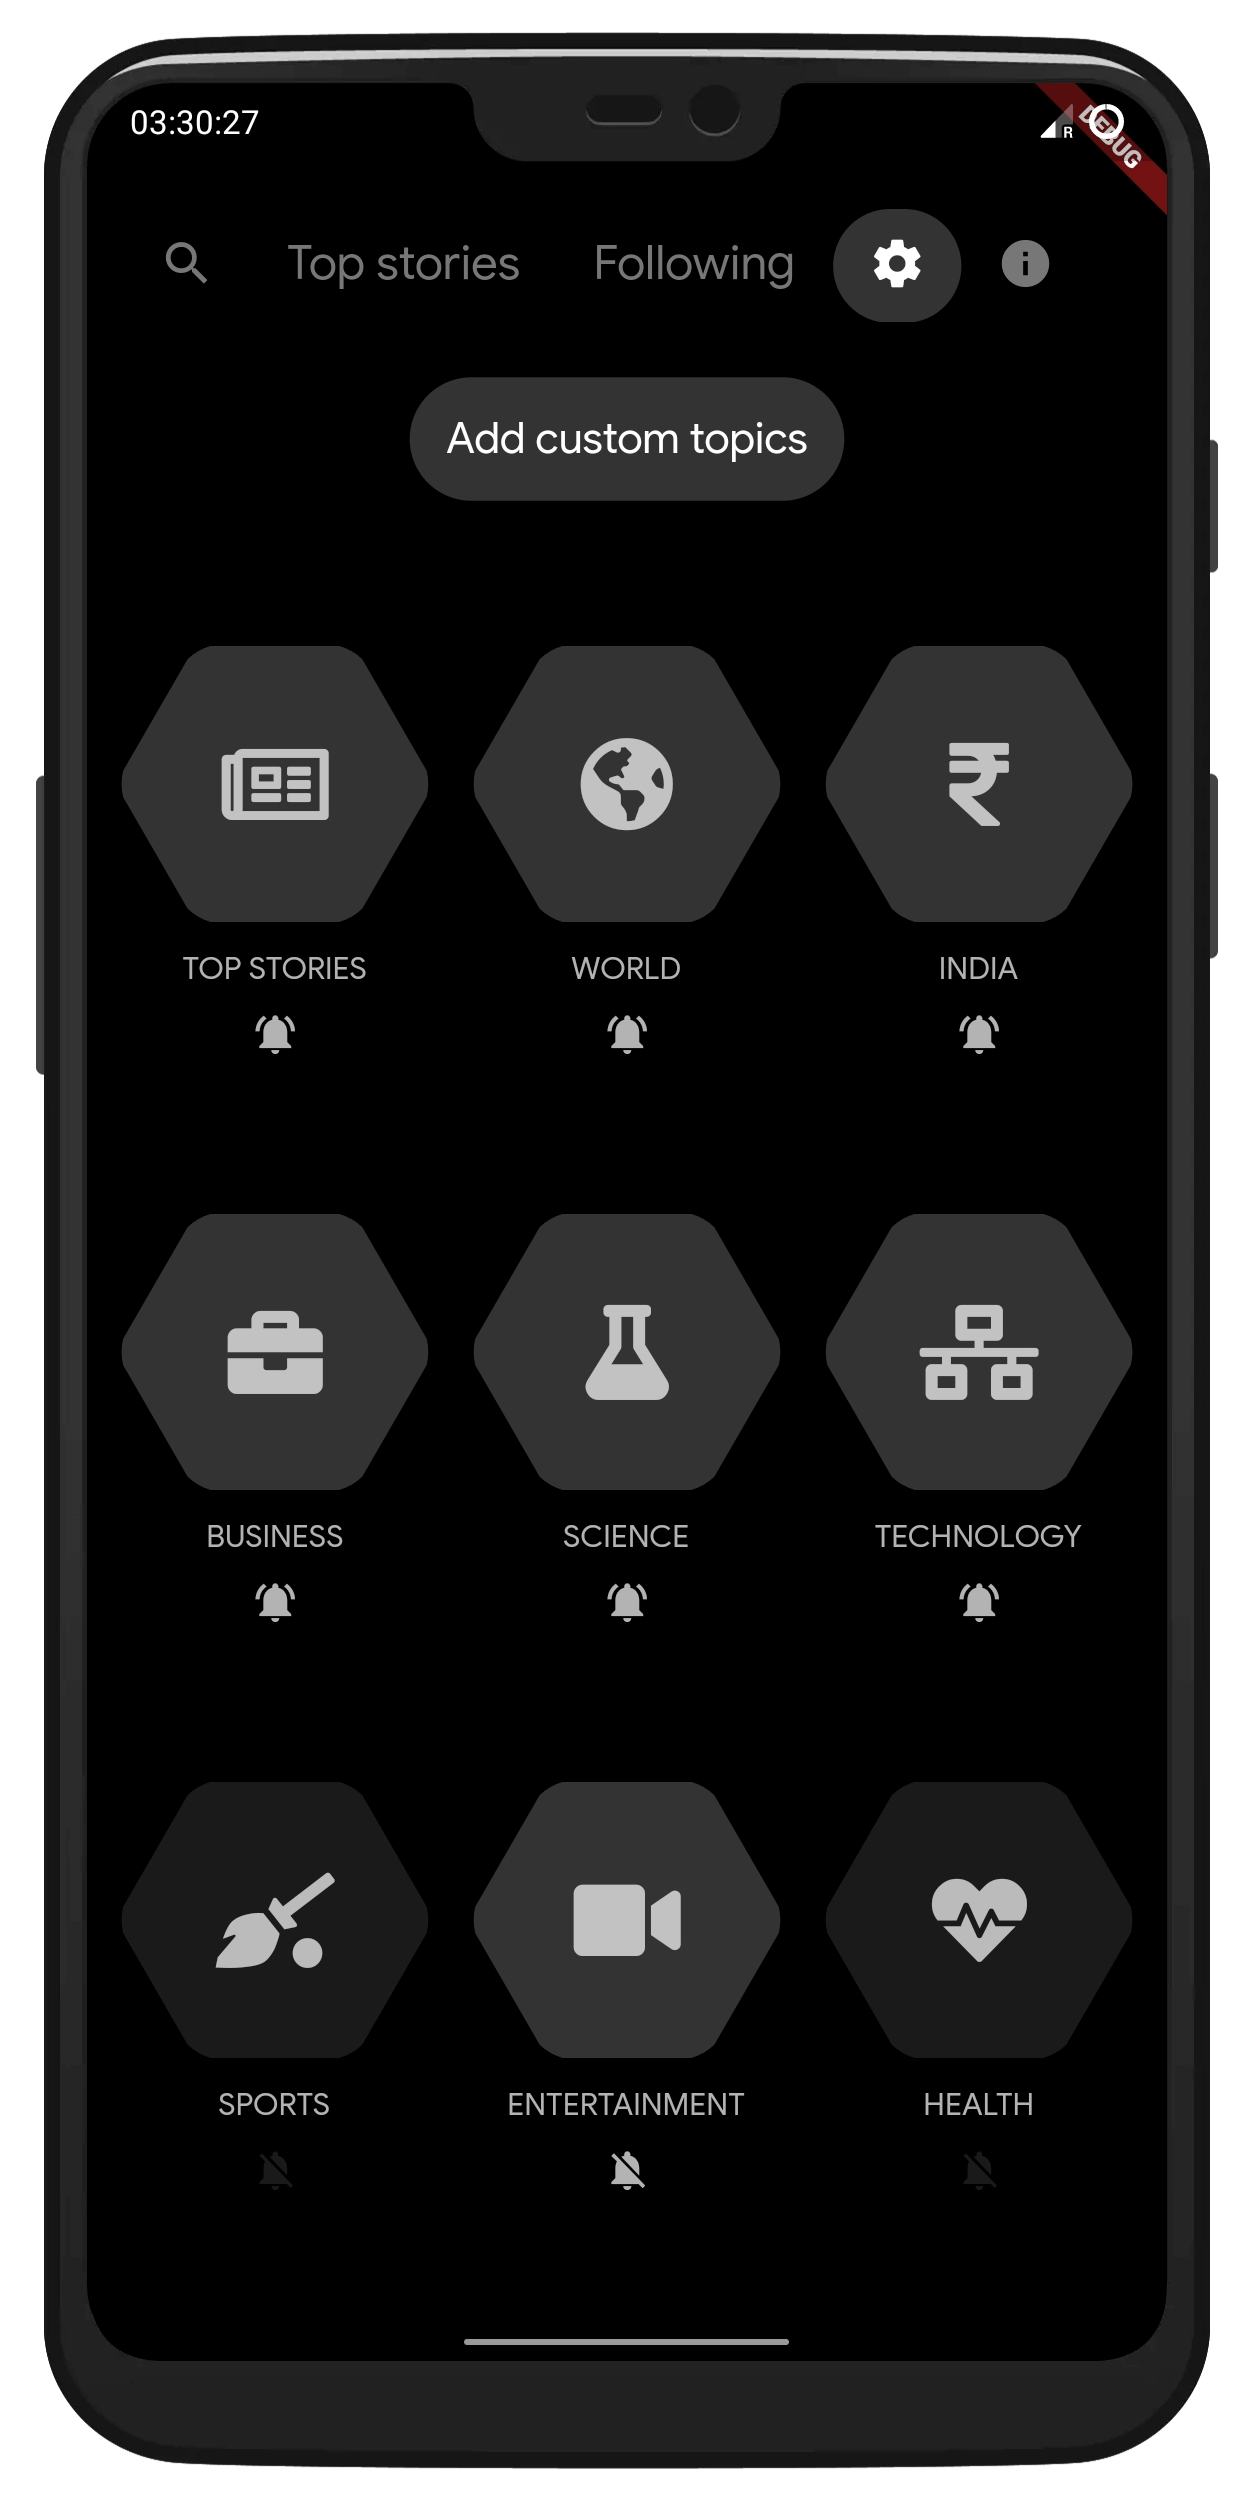 03:30:27
R
DEBUG
Top stories Following
Add custom topics
TOP STORIES WORLD INDIA
BUSINESS SCIENCE TECHNOLOGY
SPORTS ENTERTAINMENT HEALTH